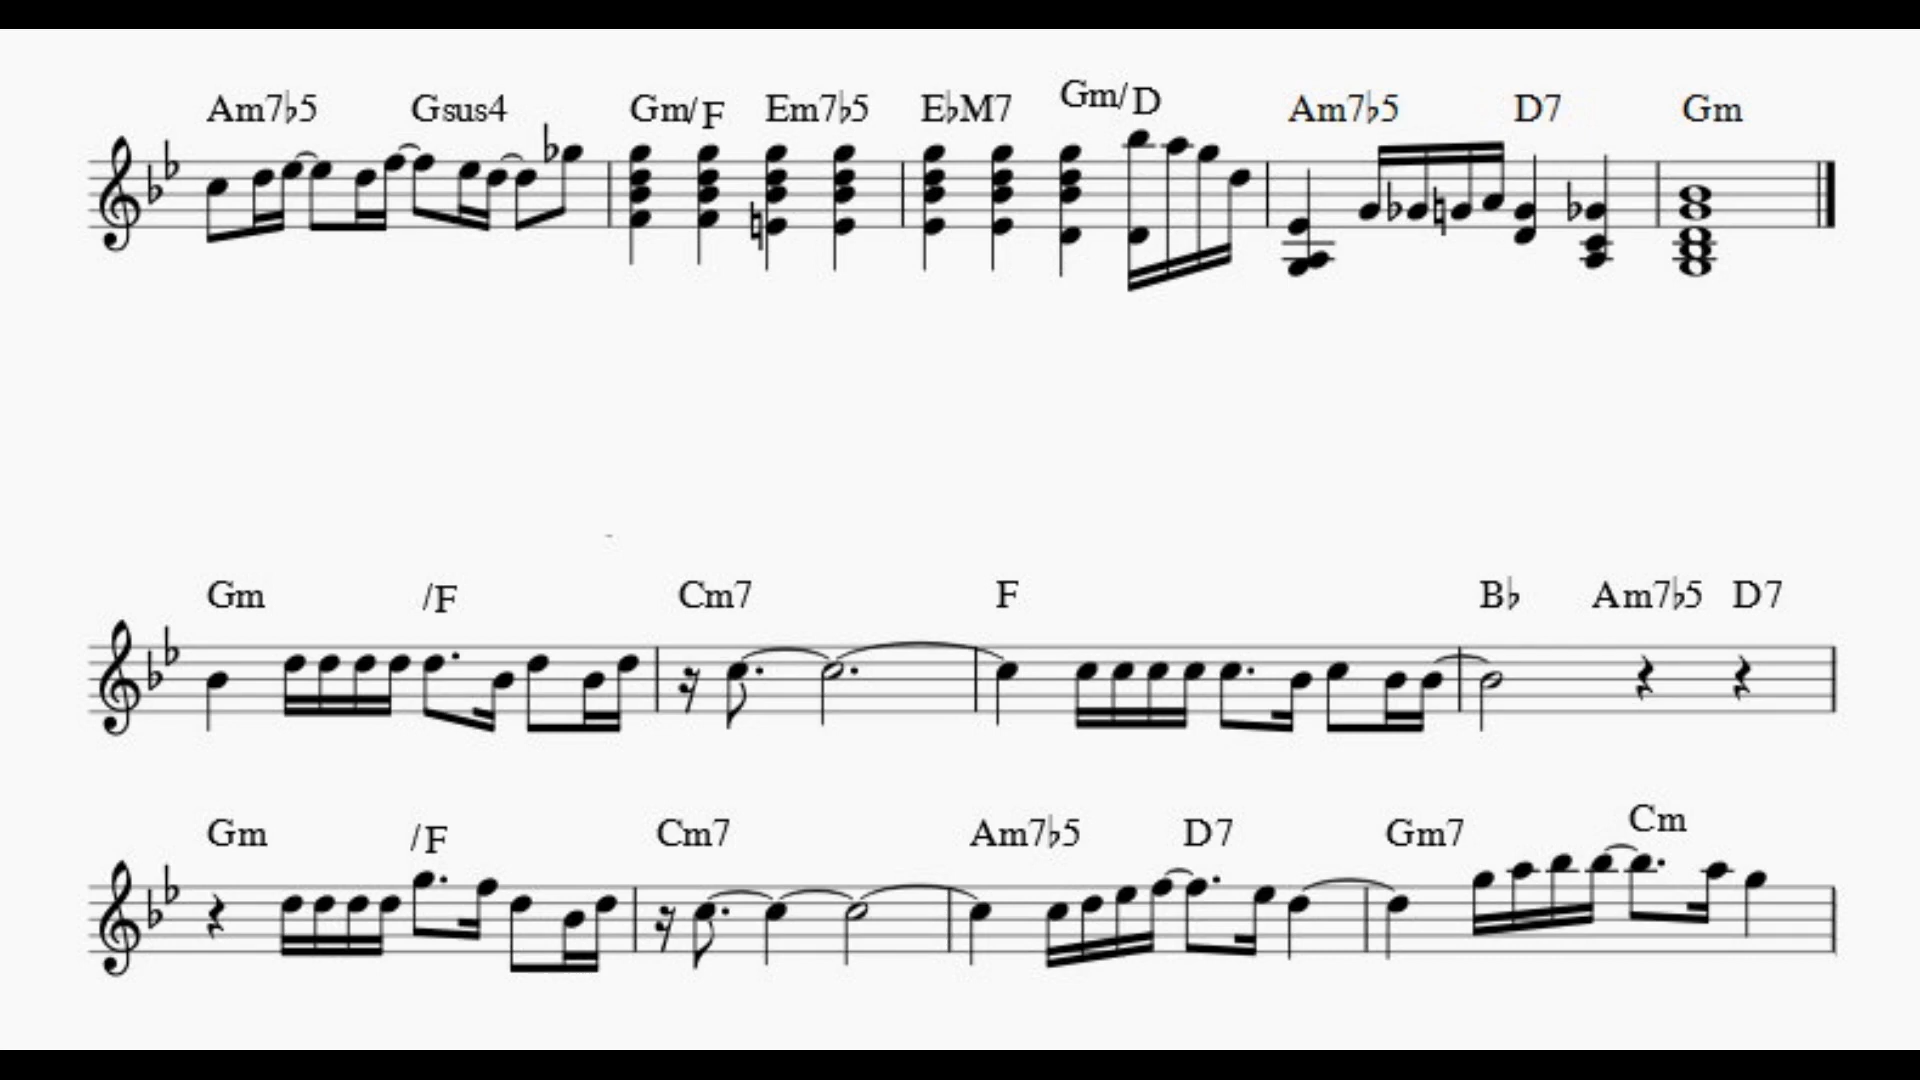 Am7♭5 Gsus4 Gm/F Em7♭5 E♭M7 Gm/D Am7♭5 D7 Gm
Gm /F Cm7 F B♭ Am7♭5 D7
Gm /F Cm7 Am7♭5 D7 Gm7 Cm